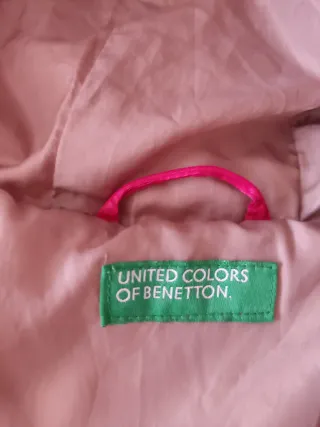 UNITED COLORS
OF BENETTON.